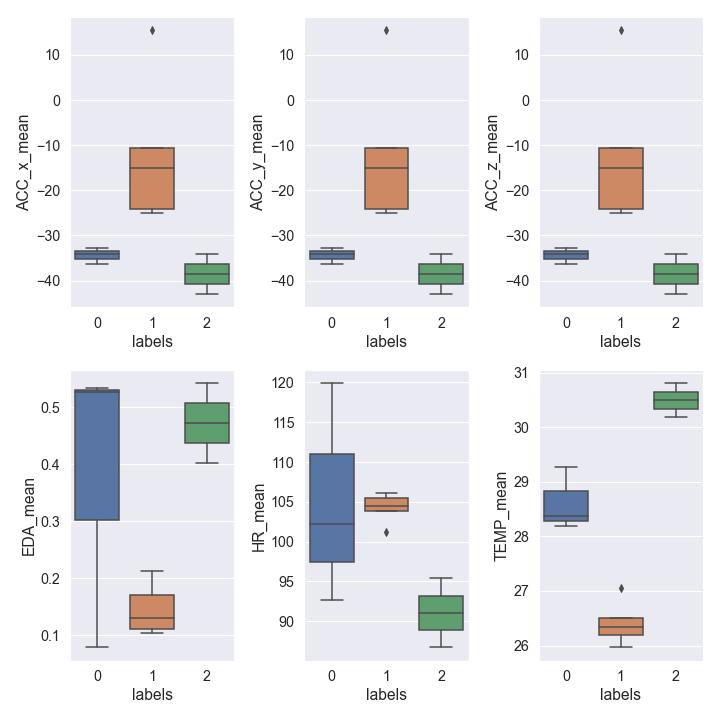 ACC_x_mean
10
0
−10
−20
−30
−40
0 1 2
labels
ACC_y_mean
10
0
−10
−20
−30
−40
0 1 2
labels
ACC_z_mean
10
0
−10
−20
−30
−40
0 1 2
labels
EDA_mean
0.5
0.4
0.3
0.2
0.1
0 1 2
labels
HR_mean
120
115
110
105
100
95
90
0 1 2
labels
TEMP_mean
31
30
29
28
27
26
0 1 2
labels